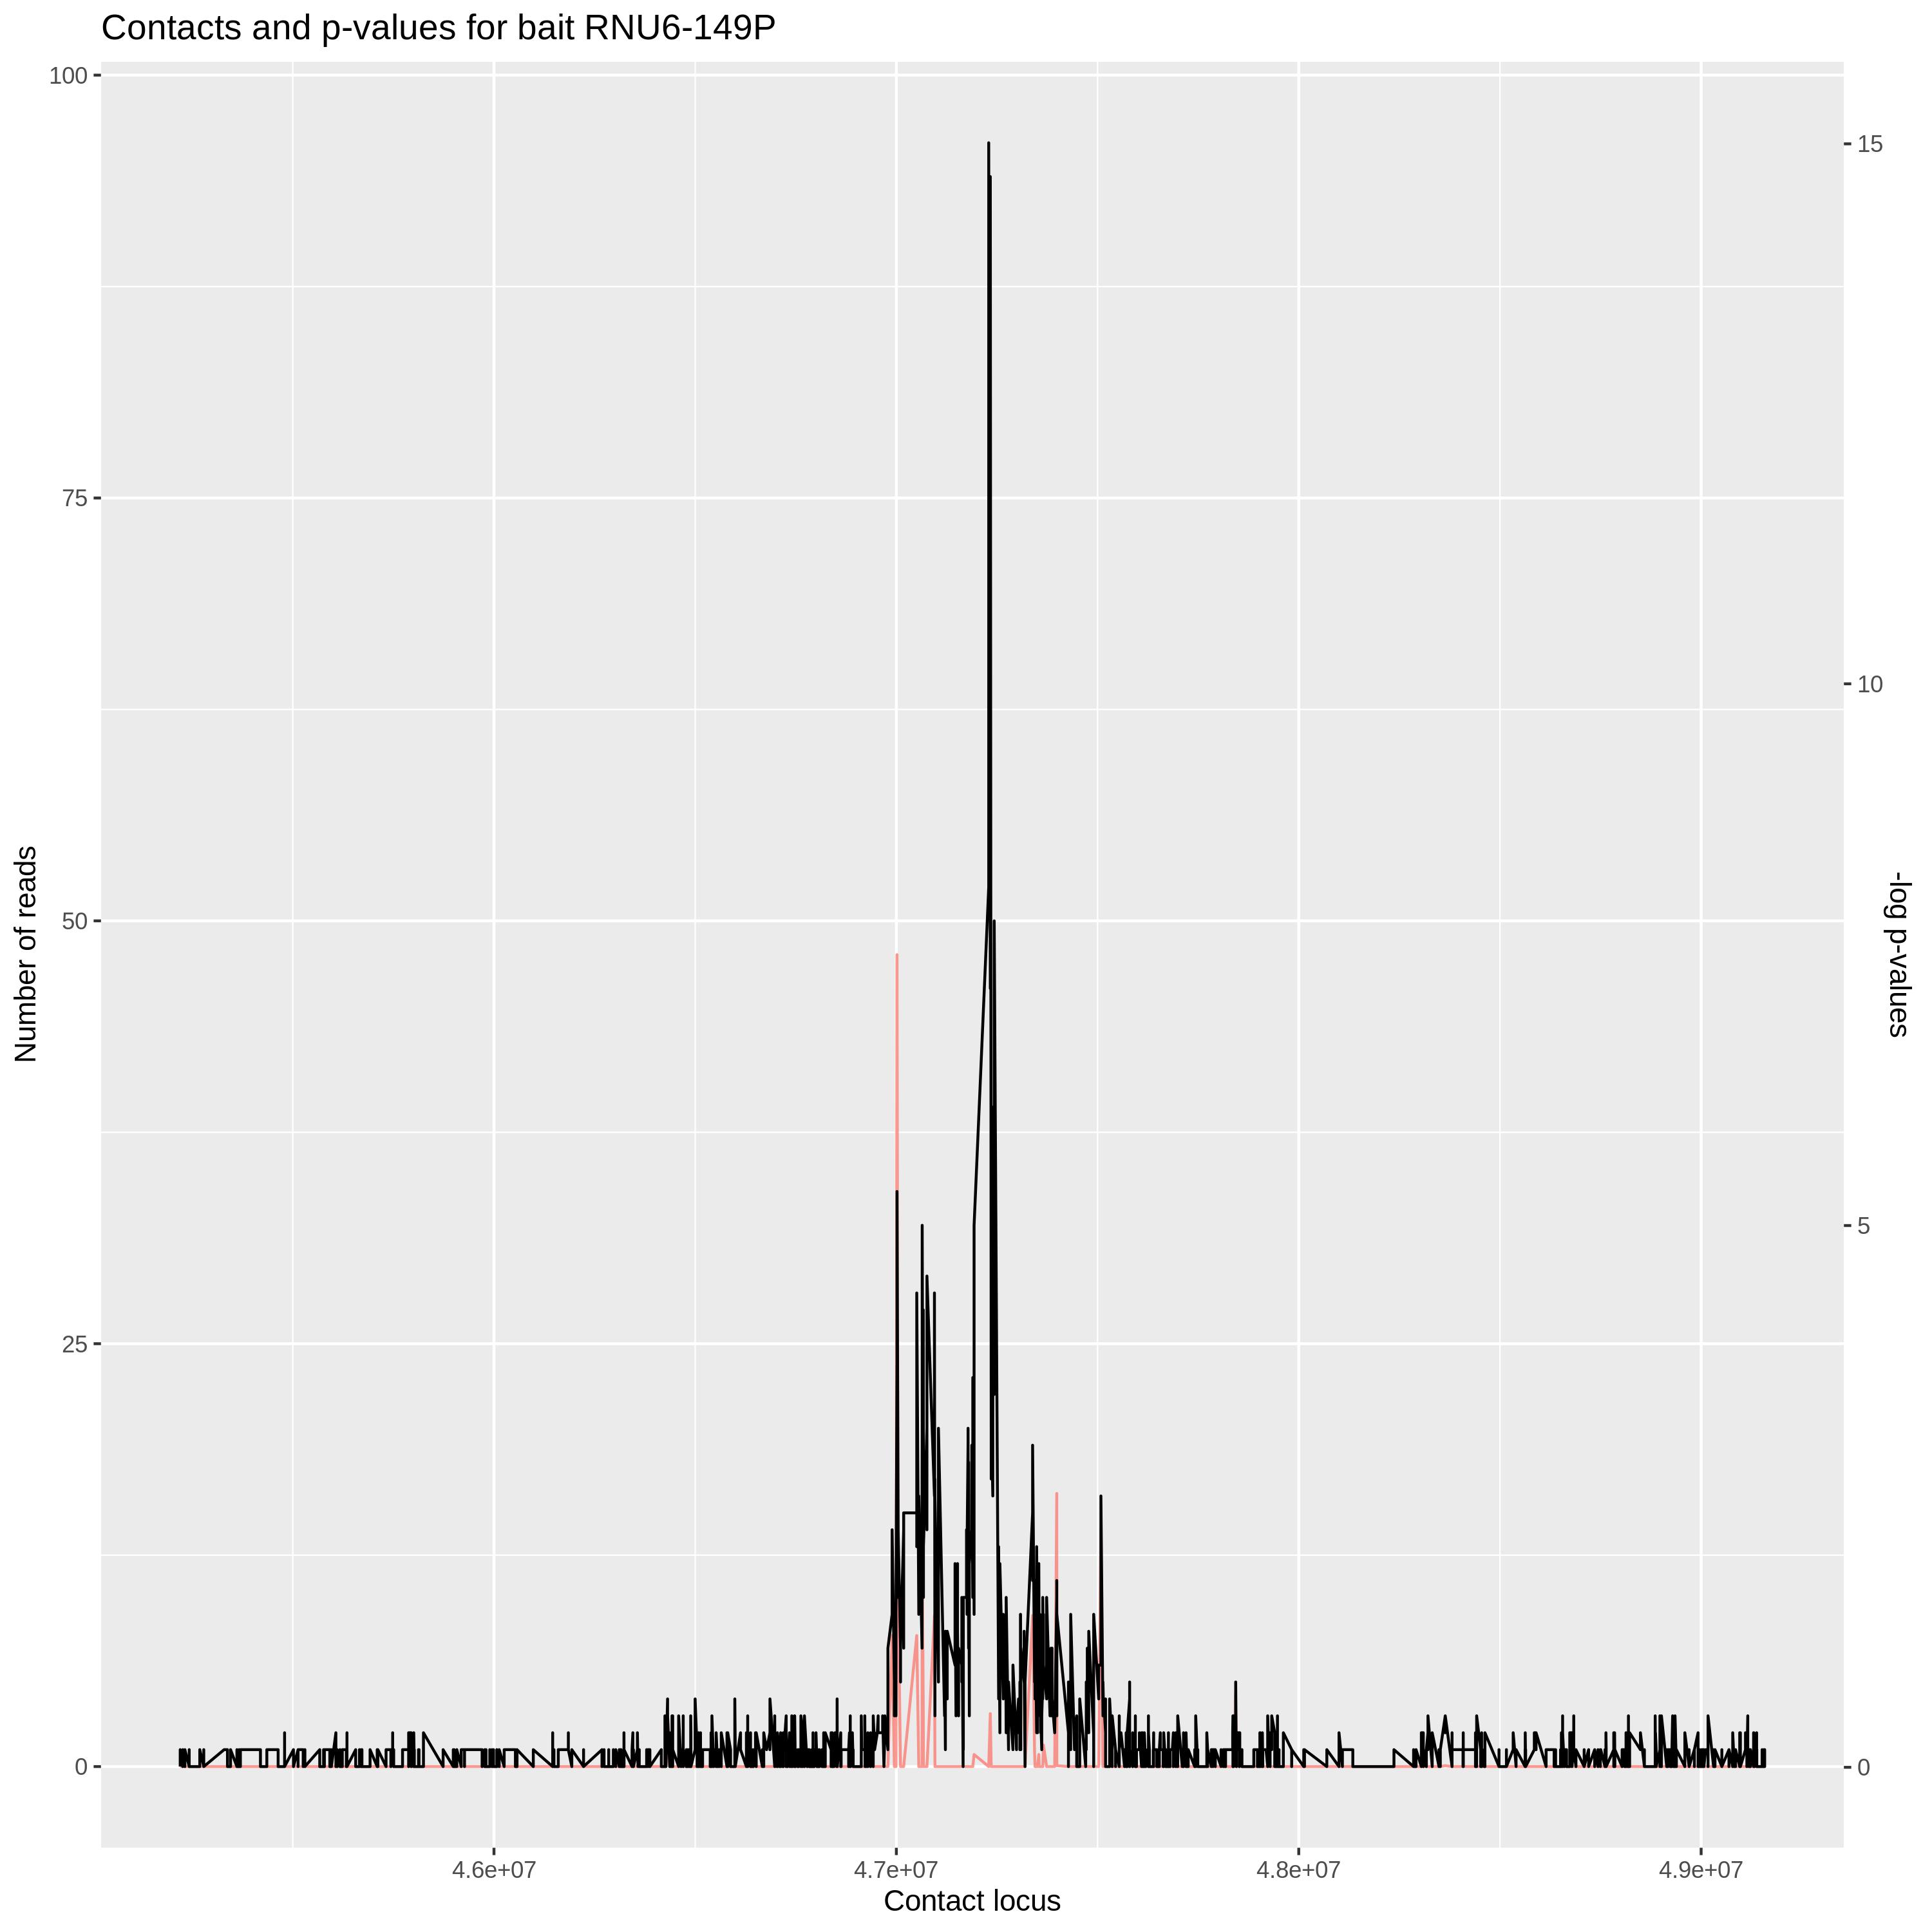 Contacts and p-values for bait RNU6-149P
100
75
50
25
0
Number of reads
15
10
5
0
-log p-values
4.6e+07
4.7e+07
4.8e+07
4.9e+07
Contact locus